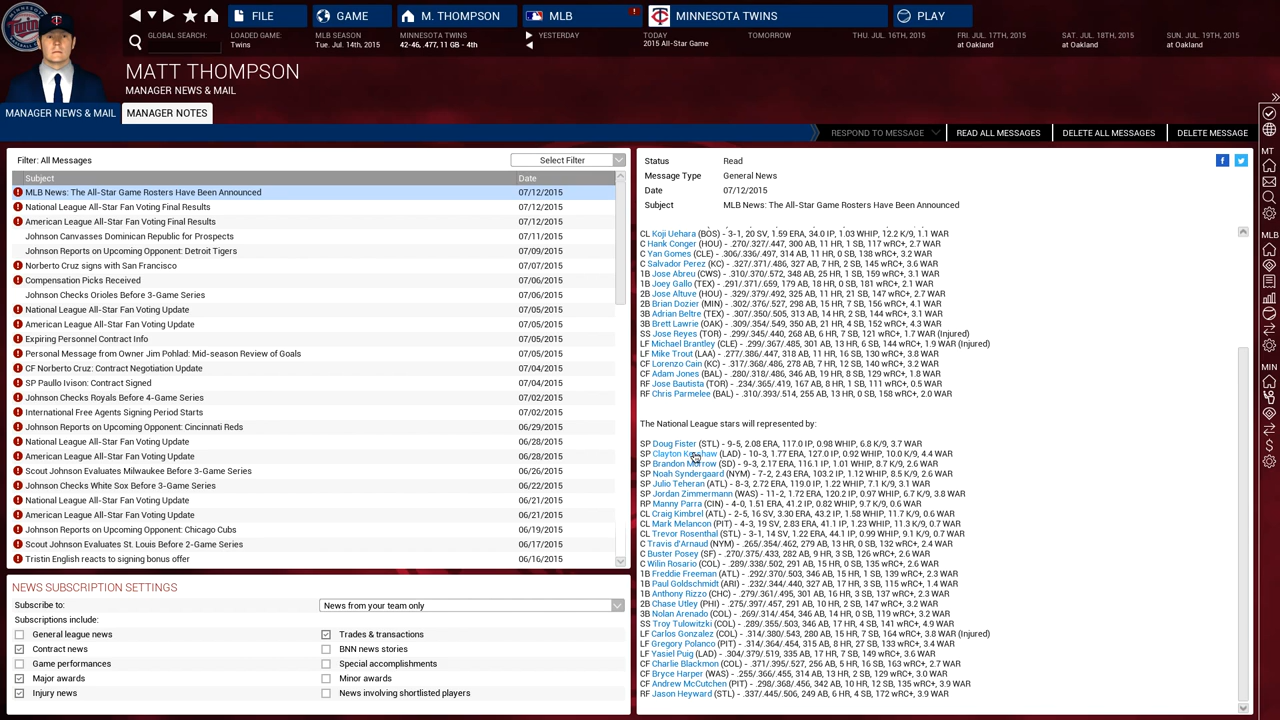 FILE
GAME
M. THOMPSON
MLB
MINNESOTA TWINS
PLAY
GLOBAL SEARCH:
LOADED GAME:
Twins
MLB SEASON
Tue. Jul. 14th, 2015
MINNESOTA TWINS
42-46, .477, 11 GB - 4th
YESTERDAY
TODAY
2015 All-Star Game
TOMORROW
THU. JUL. 16TH, 2015
FRI. JUL. 17TH, 2015
at Oakland
SAT. JUL. 18TH, 2015
at Oakland
SUN. JUL. 19TH, 2015
at Oakland
MATT THOMPSON
MANAGER NEWS & MAIL
MANAGER NEWS & MAIL
MANAGER NOTES
RESPOND TO MESSAGE
READ ALL MESSAGES
DELETE ALL MESSAGES
DELETE MESSAGE
Filter: All Messages
Select Filter
Subject Date
MLB News: The All-Star Game Rosters Have Been Announced 07/12/2015
National League All-Star Fan Voting Final Results 07/12/2015
American League All-Star Fan Voting Final Results 07/12/2015
Johnson Canvasses Dominican Republic for Prospects 07/11/2015
Johnson Reports on Upcoming Opponent: Detroit Tigers 07/09/2015
Norberto Cruz signs with San Francisco 07/07/2015
Compensation Picks Received 07/06/2015
Johnson Checks Orioles Before 3-Game Series 07/06/2015
National League All-Star Fan Voting Update 07/05/2015
American League All-Star Fan Voting Update 07/05/2015
Expiring Personnel Contract Info 07/05/2015
Personal Message from Owner Jim Pohlad: Mid-season Review of Goals 07/05/2015
CF Norberto Cruz: Contract Negotiation Update 07/04/2015
SP Paullo Ivison: Contract Signed 07/04/2015
Johnson Checks Royals Before 4-Game Series 07/02/2015
International Free Agents Signing Period Starts 07/02/2015
Johnson Reports on Upcoming Opponent: Cincinnati Reds 06/29/2015
National League All-Star Fan Voting Update 06/28/2015
American League All-Star Fan Voting Update 06/28/2015
Scout Johnson Evaluates Milwaukee Before 3-Game Series 06/26/2015
Johnson Checks White Sox Before 3-Game Series 06/22/2015
National League All-Star Fan Voting Update 06/21/2015
American League All-Star Fan Voting Update 06/21/2015
Johnson Reports on Upcoming Opponent: Chicago Cubs 06/19/2015
Scout Johnson Evaluates St. Louis Before 2-Game Series 06/17/2015
Tristin English reacts to signing bonus offer 06/16/2015
NEWS SUBSCRIPTION SETTINGS
Subscribe to: News from your team only
Subscriptions include:
General league news Trades & transactions
Contract news BNN news stories
Game performances Special accomplishments
Major awards Minor awards
Injury news News involving shortlisted players
Status Read
Message Type General News
Date 07/12/2015
Subject MLB News: The All-Star Game Rosters Have Been Announced
CL Koji Uehara (BOS) - 3-1, 20 SV, 1.59 ERA, 34.0 IP, 1.03 WHIP, 12.2 K/9, 1.1 WAR
C Hank Conger (HOU) - .270/.327/.447, 300 AB, 11 HR, 1 SB, 117 wRC+, 2.7 WAR
C Yan Gomes (CLE) - .306/.336/.497, 314 AB, 11 HR, 0 SB, 138 wRC+, 3.2 WAR
C Salvador Perez (KC) - .327/.371/.469, 326 AB, 7 HR, 2 SB, 145 wRC+, 3.6 WAR
1B Jose Abreu (CWS) - .310/.370/.572, 348 AB, 25 HR, 1 SB, 159 wRC+, 3.1 WAR
1B Joey Gallo (TEX) - .291/.371/.659, 179 AB, 18 HR, 0 SB, 181 wRC+, 2.1 WAR
2B Jose Altuve (HOU) - .329/.379/.492, 325 AB, 11 HR, 21 SB, 147 wRC+, 2.7 WAR
2B Brian Dozier (MIN) - .302/.376/.527, 298 AB, 15 HR, 7 SB, 156 wRC+, 4.1 WAR
3B Adrian Beltre (TEX) - .307/.350/.505, 313 AB, 14 HR, 2 SB, 144 wRC+, 3.1 WAR
3B Brett Lawrie (OAK) - .309/.354/.549, 350 AB, 21 HR, 4 SB, 152 wRC+, 4.3 WAR
SS Jose Reyes (TOR) - .299/.345/.440, 268 AB, 6 HR, 7 SB, 121 wRC+, 1.7 WAR (Injured)
LF Michael Brantley (CLE) - .299/.367/.485, 301 AB, 13 HR, 6 SB, 144 wRC+, 1.9 WAR (Injured)
LF Mike Trout (LAA) - .277/.386/.447, 318 AB, 11 HR, 16 SB, 130 wRC+, 3.8 WAR
CF Lorenzo Cain (KC) - .317/.368/.486, 278 AB, 7 HR, 12 SB, 140 wRC+, 3.2 WAR
CF Adam Jones (BAL) - .280/.318/.486, 346 AB, 20 HR, 8 SB, 129 wRC+, 1.8 WAR
RF Jose Bautista (TOR) - .234/.365/.419, 167 AB, 8 HR, 1 SB, 111 wRC+, 0.5 WAR
RF Chris Parmelee (BAL) - .310/.393/.514, 255 AB, 13 HR, 0 SB, 158 wRC+, 2.0 WAR
The National League stars will represented by:
SP Doug Fister (STL) - 9-5, 2.08 ERA, 117.0 IP, 0.98 WHIP, 6.8 K/9, 3.7 WAR
SP Clayton Kershaw (LAD) - 10-3, 1.77 ERA, 127.0 IP, 0.92 WHIP, 10.0 K/9, 4.4 WAR
SP Brandon Morrow (SD) - 9-3, 2.17 ERA, 116.1 IP, 1.01 WHIP, 8.7 K/9, 2.6 WAR
SP Noah Syndergaard (NYM) - 7-2, 2.43 ERA, 103.2 IP, 1.12 WHIP, 8.5 K/9, 2.6 WAR
SP Julio Teheran (ATL) - 8-3, 2.72 ERA, 119.0 IP, 1.22 WHIP, 7.1 K/9, 3.1 WAR
SP Jordan Zimmermann (WAS) - 11-2, 1.72 ERA, 120.2 IP, 0.97 WHIP, 6.7 K/9, 3.8 WAR
RP Manny Parra (CIN) - 4-0, 1.51 ERA, 41.2 IP, 0.82 WHIP, 9.7 K/9, 0.6 WAR
CL Craig Kimbrel (ATL) - 2-5, 16 SV, 3.30 ERA, 43.2 IP, 1.58 WHIP, 11.7 K/9, 0.6 WAR
CL Mark Melancon (PIT) - 4-3, 19 SV, 2.83 ERA, 41.1 IP, 1.23 WHIP, 11.3 K/9, 0.7 WAR
CL Trevor Rosenthal (STL) - 3-1, 14 SV, 1.22 ERA, 44.1 IP, 0.99 WHIP, 9.1 K/9, 0.7 WAR
C Travis d'Arnaud (NYM) - .265/.354/.462, 279 AB, 13 HR, 0 SB, 132 wRC+, 2.4 WAR
C Buster Posey (SF) - .270/.375/.433, 282 AB, 9 HR, 3 SB, 126 wRC+, 2.6 WAR
C Wilin Rosario (COL) - .289/.338/.502, 291 AB, 15 HR, 0 SB, 135 wRC+, 2.6 WAR
1B Freddie Freeman (ATL) - .292/.370/.503, 346 AB, 15 HR, 1 SB, 139 wRC+, 2.3 WAR
1B Paul Goldschmidt (ARI) - .232/.344/.440, 327 AB, 17 HR, 3 SB, 115 wRC+, 1.4 WAR
1B Anthony Rizzo (CHC) - .279/.361/.495, 301 AB, 16 HR, 3 SB, 137 wRC+, 2.3 WAR
2B Chase Utley (PHI) - .275/.397/.457, 291 AB, 10 HR, 2 SB, 147 wRC+, 3.2 WAR
3B Nolan Arenado (COL) - .269/.314/.454, 346 AB, 14 HR, 0 SB, 119 wRC+, 3.2 WAR
SS Troy Tulowitzki (COL) - .289/.355/.503, 346 AB, 17 HR, 4 SB, 141 wRC+, 4.9 WAR
LF Carlos Gonzalez (COL) - .314/.380/.543, 280 AB, 15 HR, 7 SB, 164 wRC+, 3.8 WAR (Injured)
LF Gregory Polanco (PIT) - .314/.364/.454, 315 AB, 8 HR, 27 SB, 133 wRC+, 3.4 WAR
LF Yasiel Puig (LAD) - .304/.379/.519, 335 AB, 17 HR, 7 SB, 149 wRC+, 3.6 WAR
CF Charlie Blackmon (COL) - .371/.395/.527, 256 AB, 5 HR, 16 SB, 163 wRC+, 2.7 WAR
CF Bryce Harper (WAS) - .255/.366/.455, 314 AB, 13 HR, 2 SB, 129 wRC+, 3.0 WAR
CF Andrew McCutchen (PIT) - .298/.368/.456, 342 AB, 10 HR, 12 SB, 135 wRC+, 3.9 WAR
RF Jason Heyward (STL) - .337/.445/.506, 249 AB, 6 HR, 4 SB, 172 wRC+, 3.9 WAR
MT
MLB
MIN